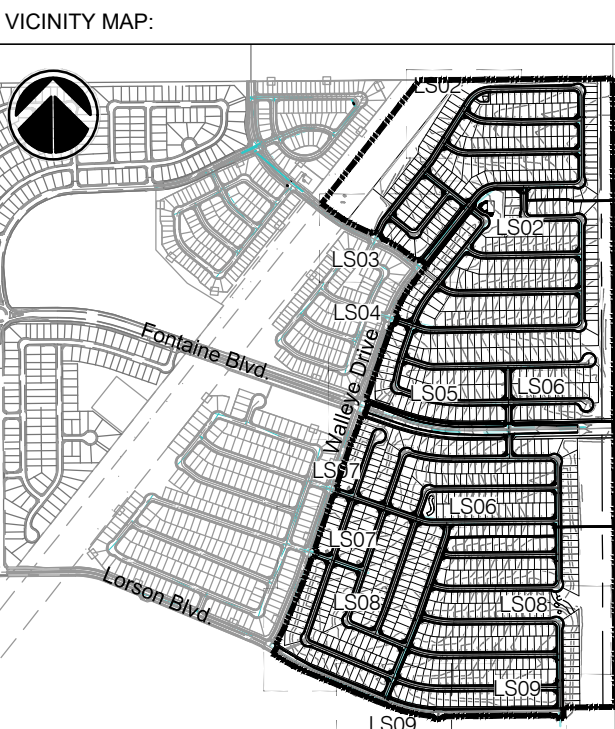 VICINITY MAP:
LS02
LS02
LS03
LS04
Fontaine Blvd.
Walleye Drive
LS05
LS06
LS07
LS06
LS07
LS08
LS08
Lorson Blvd.
LS09
LS09